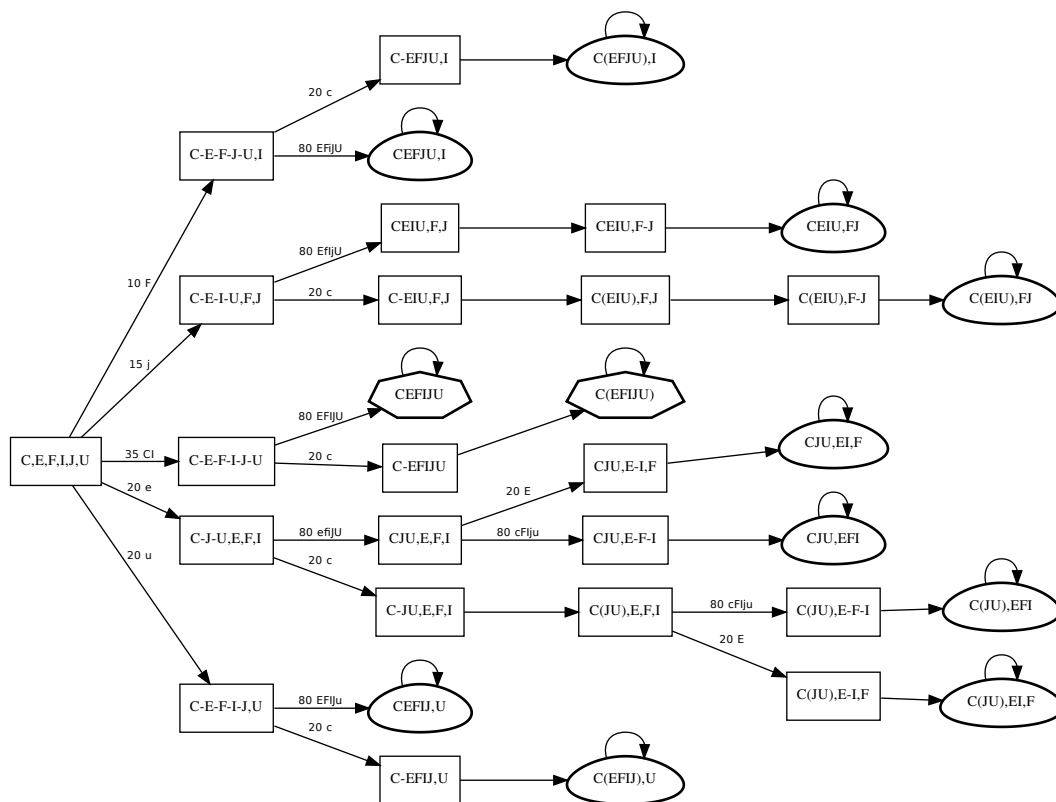 C-EFJU,I
C(EFJU),I
20 c
C-E-F-J-U,I
80 EFiJU
CEFJU,I
CEIU,F,J
CEIU,F-J
CEIU,FJ
80 EfIjU
10 F
C-E-I-U,F,J
20 c
C-EIU,F,J
C(EIU),F,J
C(EIU),F-J
C(EIU),FJ
15 j
CEFIJU
C(EFIJU)
80 EFIJU
C,E,F,I,J,U
35 CI
C-E-F-I-J-U
20 c
C-EFIJU
CJU,E-I,F
CJU,EI,F
20 e
20 E
C-J-U,E,F,I
80 efiJU
CJU,E,F,I
80 cFIju
CJU,E-F-I
CJU,EFI
20 u
20 c
C-JU,E,F,I
C(JU),E,F,I
80 cFIju
C(JU),E-F-I
C(JU),EFI
20 E
C(JU),E-I,F
C(JU),EI,F
C-E-F-I-J,U
80 EFIJu
CEFIJ,U
20 c
C-EFIJ,U
C(EFIJ),U